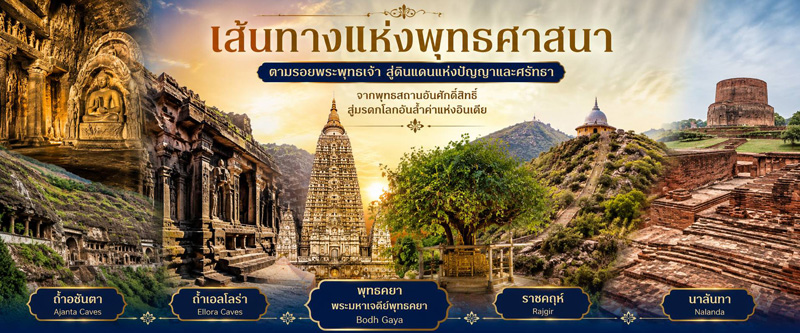 เส้นทางแห่งพุทธศาสนา
ตามรอยพระพุทธเจ้า สู่ดินแดนแห่งปัญญาและศรัทธา
จากพุทธสถานอันศักดิ์สิทธิ์
สู่มรดกโลกอันล้ำค่าแห่งอินเดีย
ถ้ำอชันตา
Ajanta Caves
ถ้ำเอลโลร่า
Ellora Caves
พุทธคยา
พระมหาเจดีย์พุทธคยา
Bodh Gaya
ราชคฤห์
Rajgir
นาลันทา
Nalanda